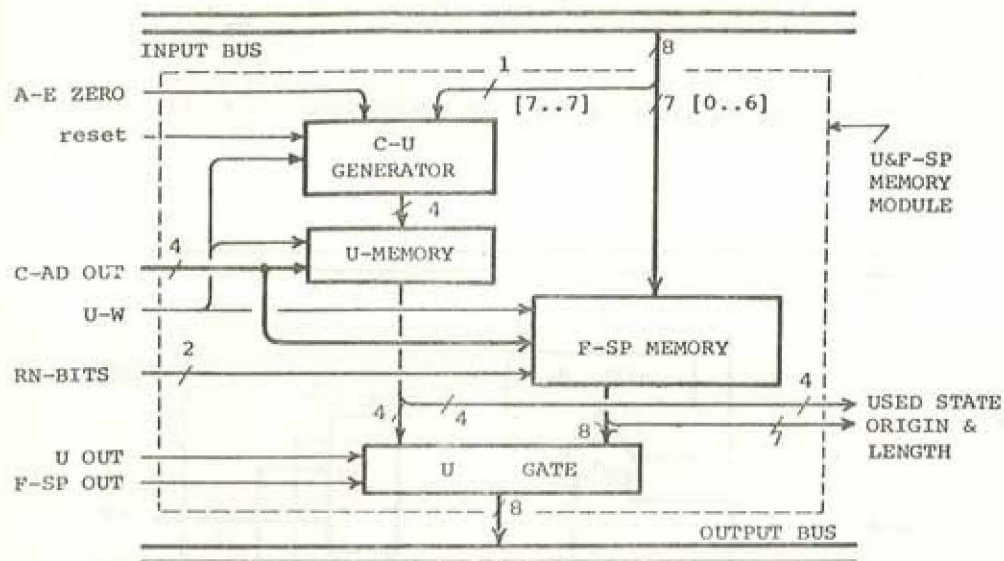 8
INPUT BUS
1
A-E ZERO
[7..7]
7 [0..6]
reset
C-U
GENERATOR
U&F-SP
MEMORY
MODULE
4
U-MEMORY
4
C-AD OUT
U-W
F-SP MEMORY
2
RN-BITS
4
USED STATE
4
4
ORIGIN &
LENGTH
8
7
U OUT
U GATE
F-SP OUT
8
OUTPUT BUS